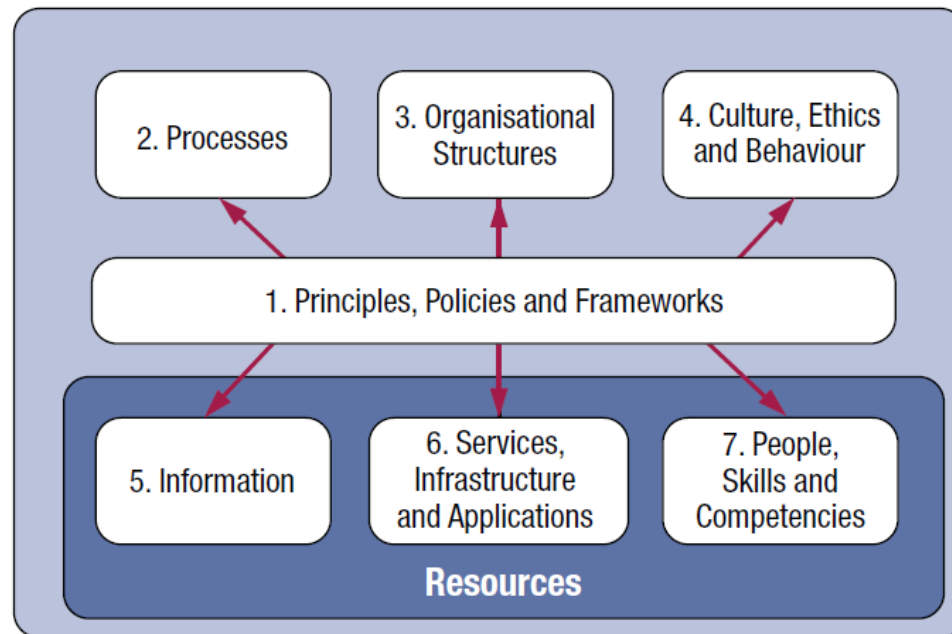 2. Processes
3. Organisational
Structures
4. Culture, Ethics
and Behaviour
1. Principles, Policies and Frameworks
5. Information
6. Services,
Infrastructure
and Applications
7. People,
Skills and
Competencies
Resources